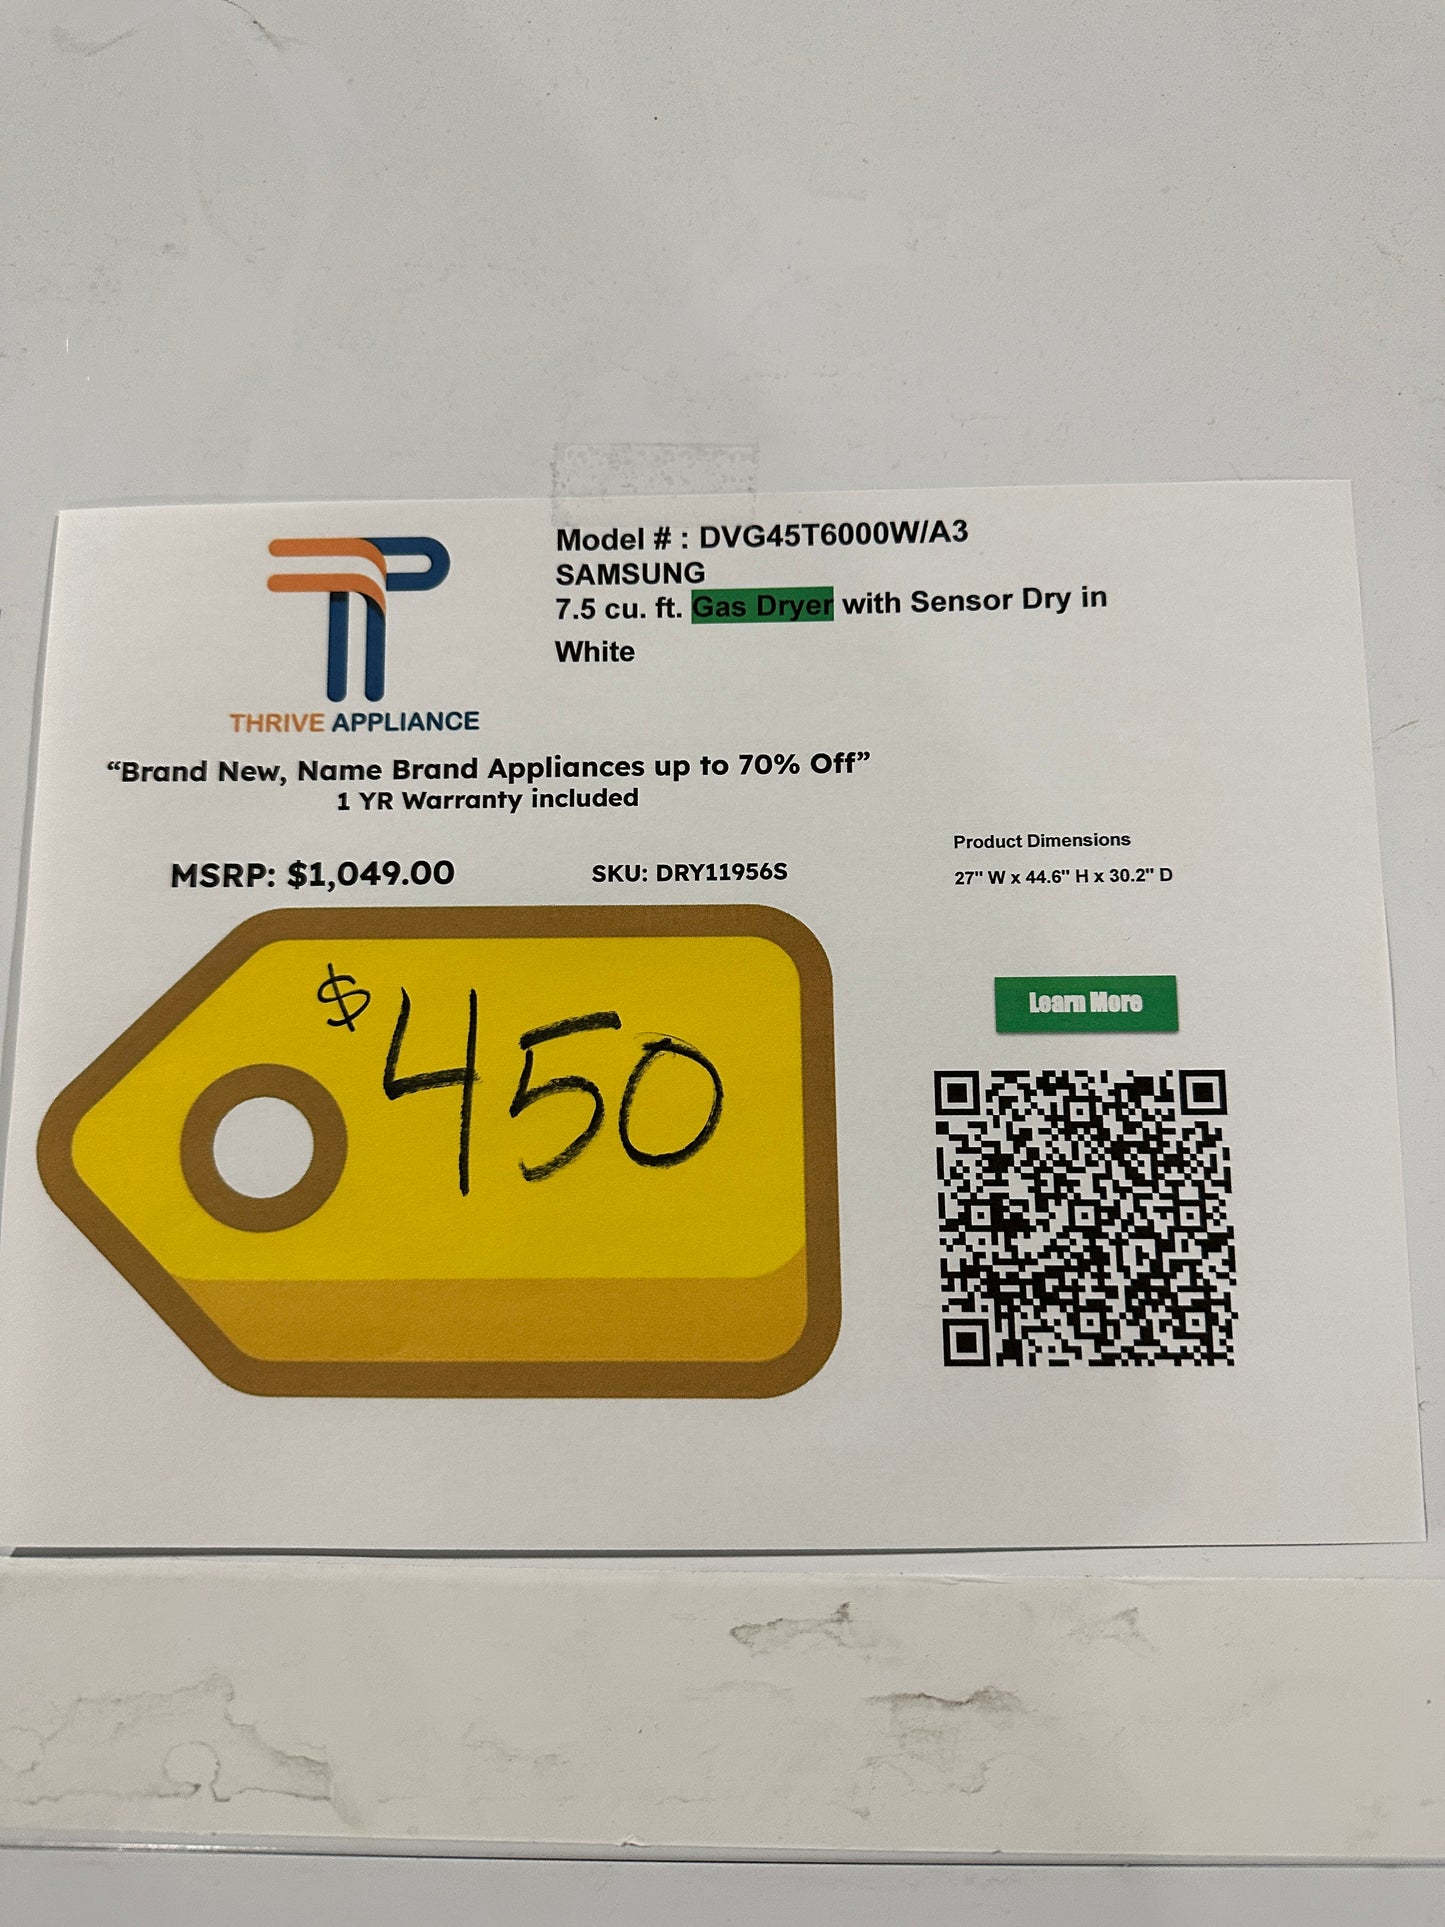 Model # : DVG45T6000W/A3
SAMSUNG
7.5 cu. ft. Gas Dryer with Sensor Dry in
White
THRIVE APPLIANCE
“Brand New, Name Brand Appliances up to 70% Off”
1 YR Warranty included
MSRP: $1,049.00
SKU: DRY11956S
Product Dimensions
27" W x 44.6" H x 30.2" D
$450
Learn More